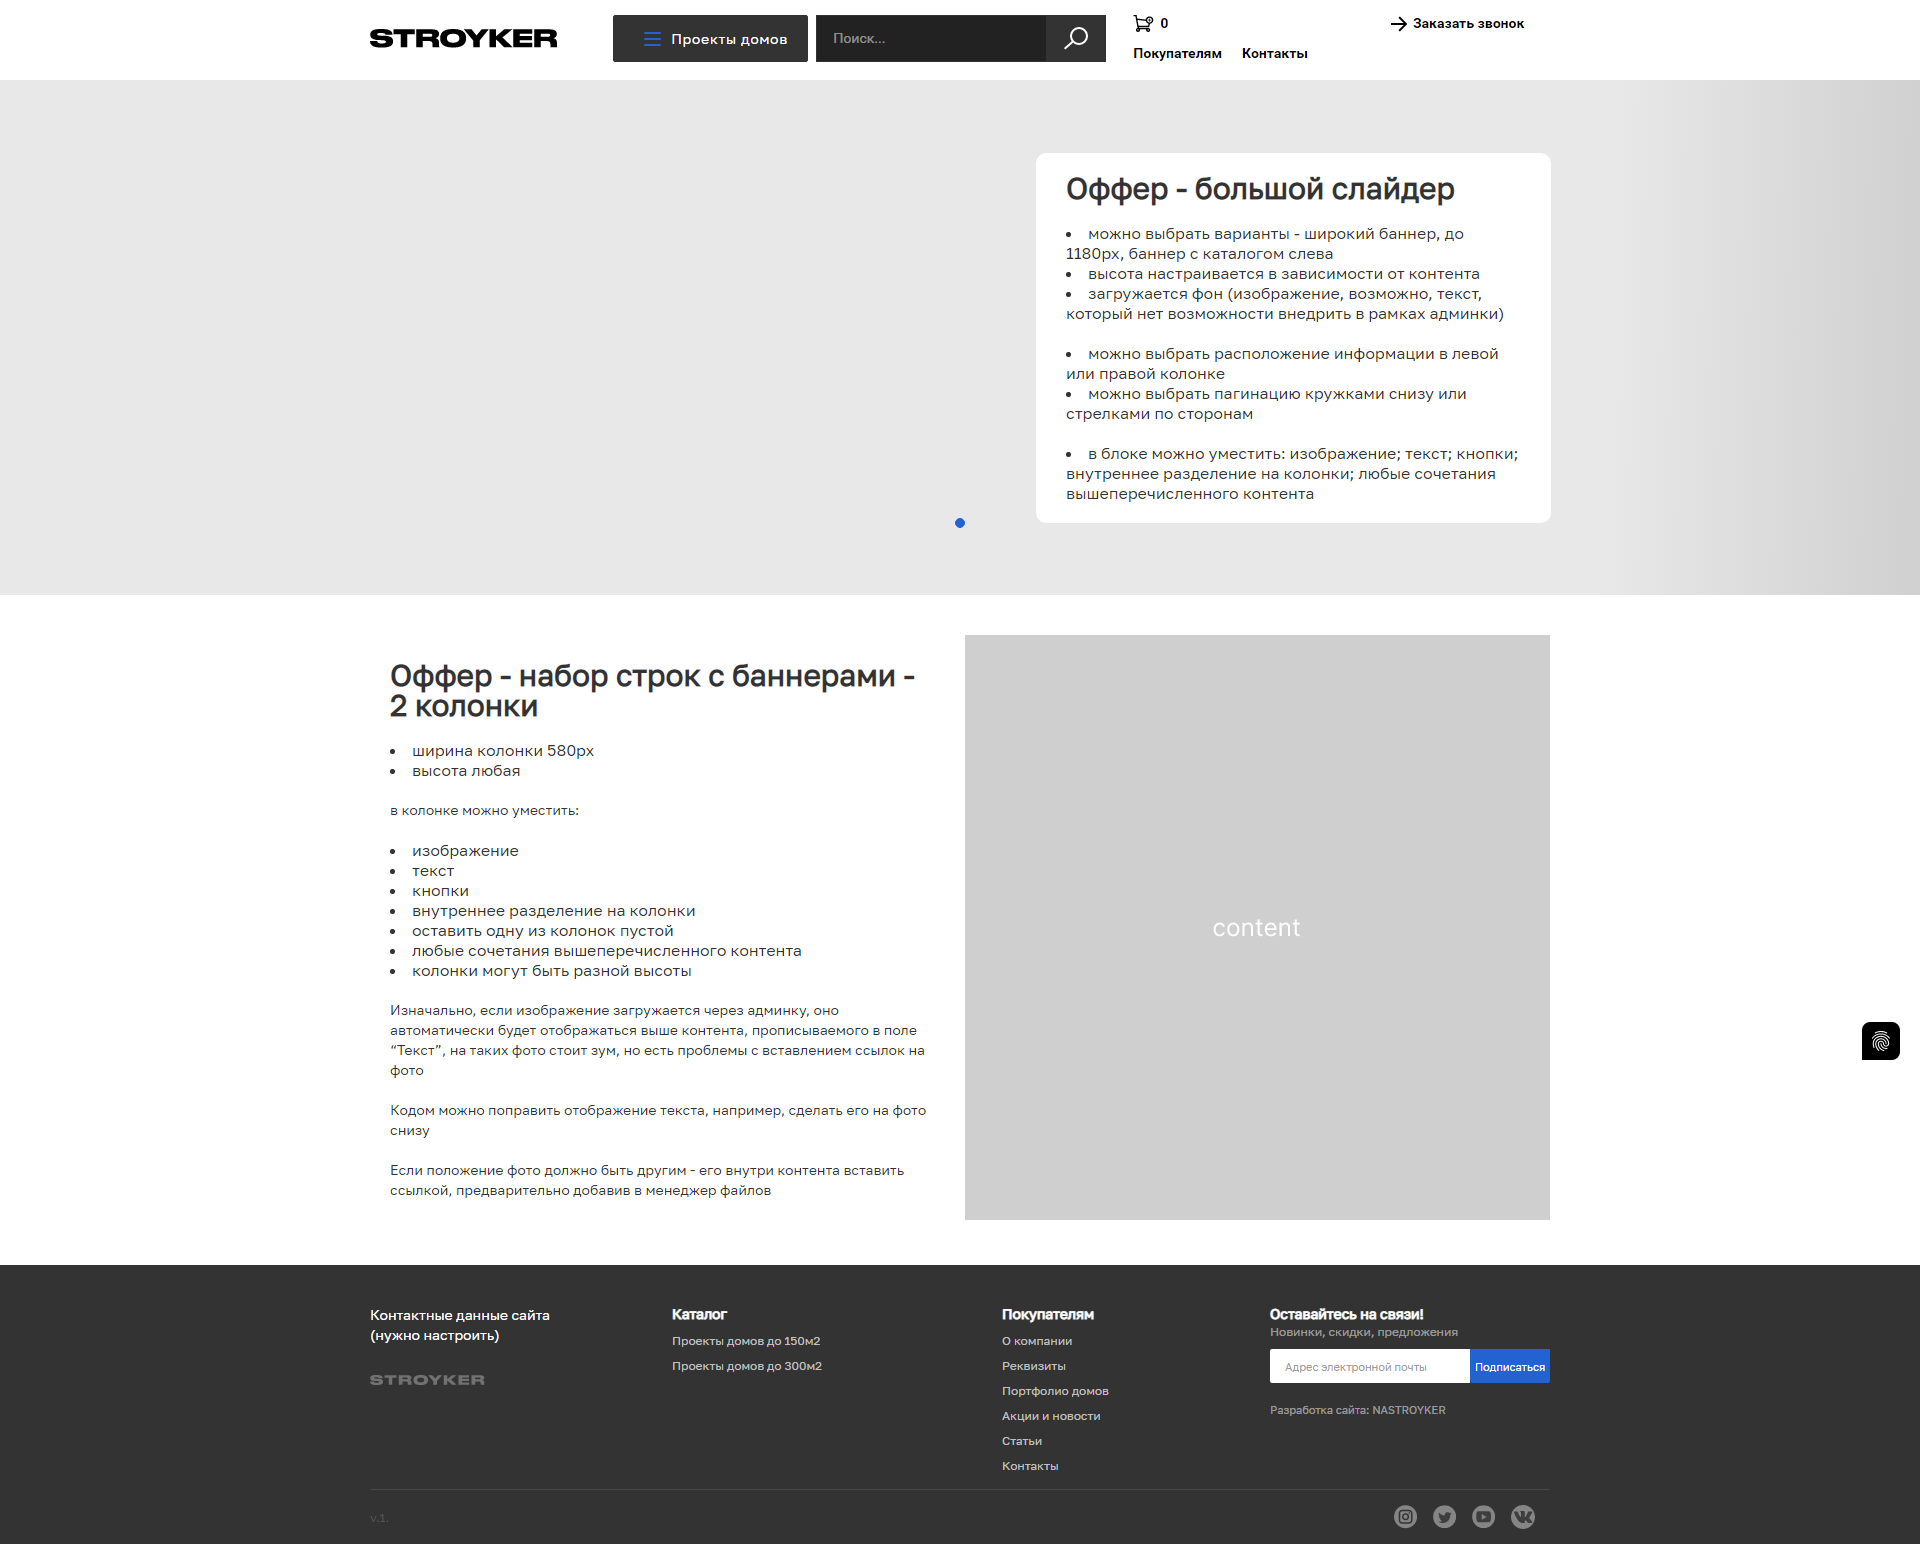 STROYKER
Проекты домов
Поиск...
0
Заказать звонок
Покупателям
Контакты
Оффер - большой слайдер
• можно выбрать варианты - широкий баннер, до
1180px, баннер с каталогом слева
• высота настраивается в зависимости от контента
• загружается фон (изображение, возможно, текст,
который нет возможности внедрить в рамках админки)
• можно выбрать расположение информации в левой
или правой колонке
• можно выбрать пагинацию кружками снизу или
стрелками по сторонам
• в блоке можно уместить: изображение; текст; кнопки;
внутреннее разделение на колонки; любые сочетания
вышеперечисленного контента
Оффер - набор строк с баннерами -
2 колонки
• ширина колонки 580px
• высота любая
в колонке можно уместить:
• изображение
• текст
• кнопки
• внутреннее разделение на колонки
• оставить одну из колонок пустой
• любые сочетания вышеперечисленного контента
• колонки могут быть разной высоты
Изначально, если изображение загружается через админку, оно
автоматически будет отображаться выше контента, прописываемого в поле
“Текст”, на таких фото стоит зум, но есть проблемы с вставлением ссылок на
фото
Кодом можно поправить отображение текста, например, сделать его на фото
снизу
Если положение фото должно быть другим - его внутри контента вставить
ссылкой, предварительно добавив в менеджер файлов
content
Контактные данные сайта
(нужно настроить)
STROYKER
Каталог
Проекты домов до 150м2
Проекты домов до 300м2
Покупателям
О компании
Реквизиты
Портфолио домов
Акции и новости
Статьи
Контакты
Оставайтесь на связи!
Новинки, скидки, предложения
Адрес электронной почты
Подписаться
Разработка сайта: NASTROYKER
v.1.